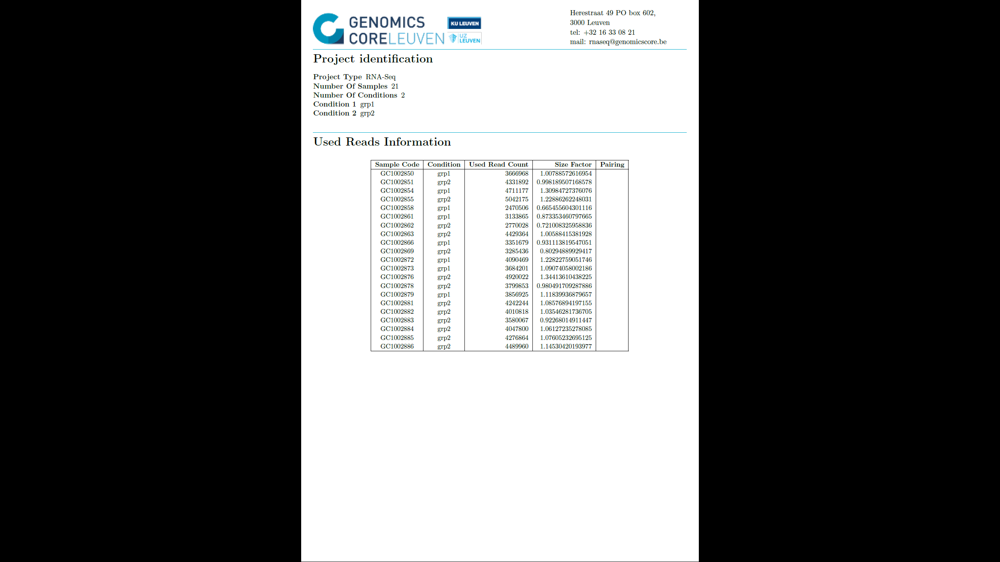 GENOMICS
CORELEUVEN
KU LEUVEN
UZ
LEUVEN
Herestraat 49 PO box 602,
3000 Leuven
tel: +32 16 33 08 21
mail: rnaseq@genomicscore.be
Project identification
Project Type RNA-Seq
Number Of Samples 21
Number Of Conditions 2
Condition 1 grp1
Condition 2 grp2
Used Reads Information
Sample Code Condition Used Read Count Size Factor Pairing
GC1002850 grp1 3666968 1.00788572616954
GC1002851 grp2 4331892 0.998189507168578
GC1002854 grp1 4711177 1.30984727376076
GC1002855 grp2 5042175 1.22886262248031
GC1002858 grp1 2470506 0.665455604301116
GC1002861 grp1 3133865 0.873353460797665
GC1002862 grp2 2770028 0.721008325958836
GC1002863 grp2 4429364 1.00588415381928
GC1002866 grp1 3351679 0.931113819547051
GC1002869 grp2 3285436 0.80294889929417
GC1002872 grp1 4090469 1.22822759051746
GC1002873 grp1 3684201 1.09074058002186
GC1002876 grp2 4920022 1.34413610438225
GC1002878 grp2 3799853 0.980491709287886
GC1002879 grp1 3856925 1.11839936879657
GC1002881 grp2 4242244 1.08576894197155
GC1002882 grp2 4010818 1.03546281736705
GC1002883 grp2 3580067 0.92268014911447
GC1002884 grp2 4047800 1.06127235278085
GC1002885 grp2 4276864 1.07605232695125
GC1002886 grp2 4489960 1.14530420193977